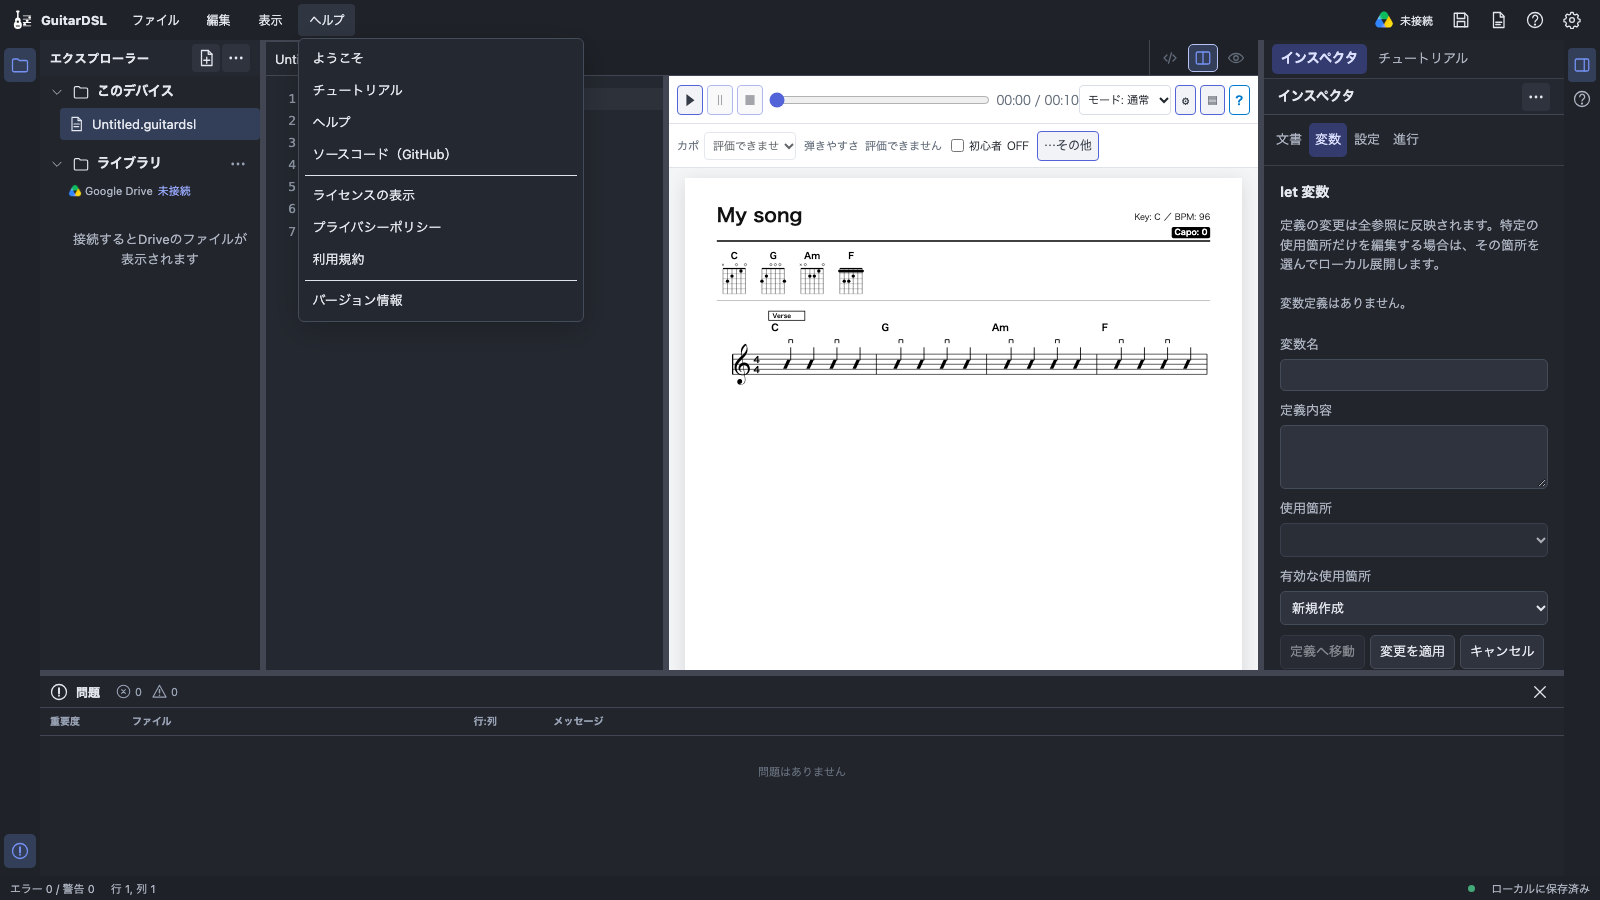 GuitarDSL ファイル 編集 表示 ヘルプ 未接続
エクスプローラー
このデバイス
Untitled.guitardsl
ライブラリ
Google Drive 未接続
接続するとDriveのファイルが
表示されます
ようこそ
チュートリアル
ヘルプ
ソースコード（GitHub）
ライセンスの表示
プライバシーポリシー
利用規約
バージョン情報
Unti
1
2
3
4
5
6
7
00:00 / 00:10 モード: 通常 ?
カポ 評価できませ 弾きやすさ 評価できません 初心者 OFF …その他
My song
Key: C ／ BPM: 96
Capo: 0
C G Am F
Verse
C G Am F
4
4
インスペクタ チュートリアル
インスペクタ
文書 変数 設定 進行
let 変数
定義の変更は全参照に反映されます。特定の
使用箇所だけを編集する場合は、その箇所を
選んでローカル展開します。
変数定義はありません。
変数名
定義内容
使用箇所
有効な使用箇所
新規作成
定義へ移動 変更を適用 キャンセル
問題 0 0
重要度 ファイル 行:列 メッセージ
問題はありません
エラー 0 / 警告 0 行 1, 列 1 ローカルに保存済み